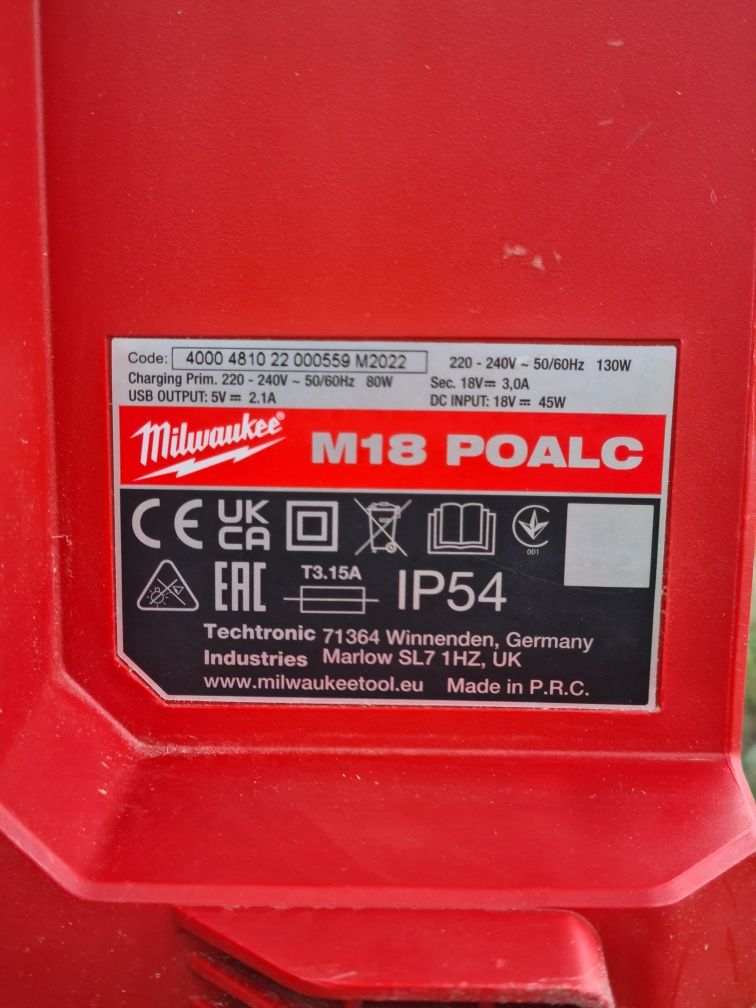 Code: 4000 4810 22 000559 M2022 220 - 240V ~ 50/60Hz 130W
Charging Prim. 220 - 240V ~ 50/60Hz 80W Sec. 18V⎓ 3,0A
USB OUTPUT: 5V⎓ 2.1A DC INPUT: 18V⎓ 45W
Milwaukee® M18 POALC
CE UK CA 001
EAC T3.15A IP54
Techtronic 71364 Winnenden, Germany
Industries Marlow SL7 1HZ, UK
www.milwaukeetool.eu Made in P.R.C.